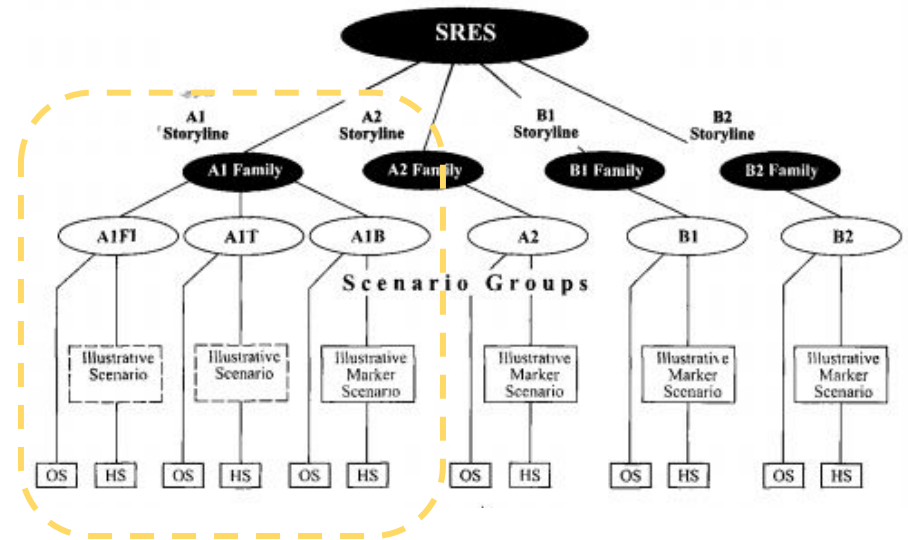 SRES
A1
Storyline
A2
Storyline
B1
Storyline
B2
Storyline
A1 Family
A2 Family
B1 Family
B2 Family
A1FI
A1T
A1B
A2
B1
B2
Scenario Groups
Illustrative
Scenario
Illustrative
Scenario
Illustrative
Marker
Scenario
Illustrative
Marker
Scenario
Illustrative
Marker
Scenario
Illustrative
Marker
Scenario
OS
HS
OS
HS
OS
HS
OS
HS
OS
HS
OS
HS